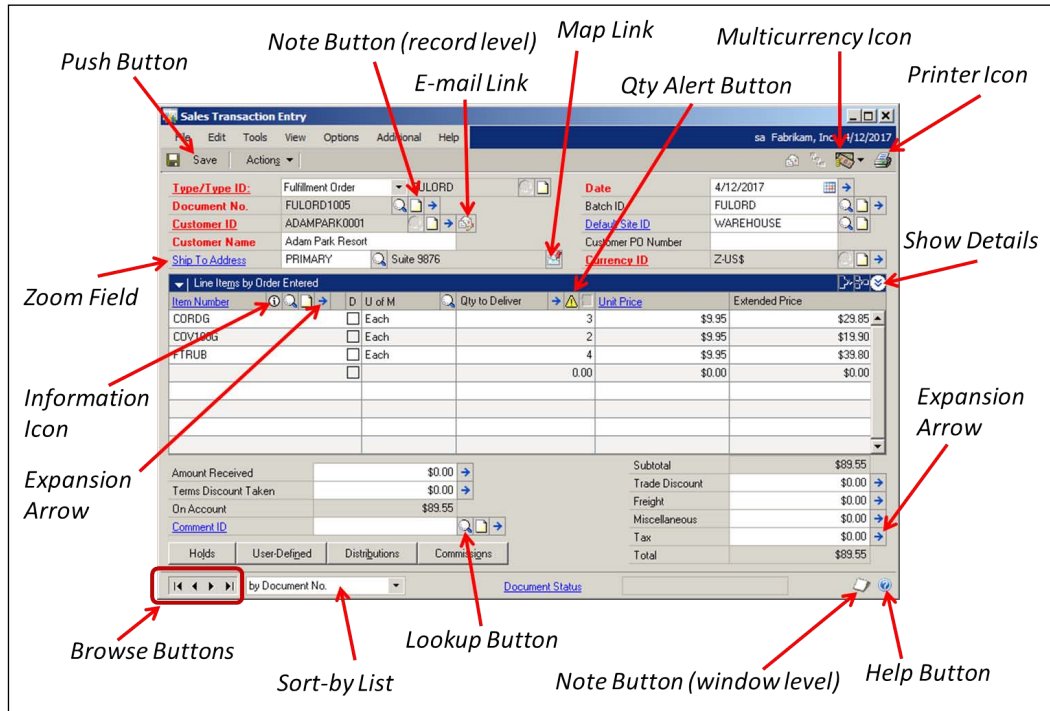 Map Link
Multicurrency Icon
Note Button (record level)
Push Button
Printer Icon
E-mail Link
Qty Alert Button
Sales Transaction Entry
File Edit Tools View Options Additional Help
sa Fabrikam, Inc. 4/12/2017
Save Actions
Type/Type ID: Fulfillment Order FULORD Date 4/12/2017
Document No. FULORD1005 Batch ID FULORD
Customer ID ADAMPARK0001 Default Site ID WAREHOUSE
Customer Name Adam Park Resort Customer PO Number
Ship To Address PRIMARY Suite 9876 Currency ID Z-US$
Show Details
Zoom Field
Line Items by Order Entered
Item Number D U of M Qty to Deliver Unit Price Extended Price
CORDG Each 3 $9.95 $29.85
COV100G Each 2 $9.95 $19.90
FTRUB Each 4 $9.95 $39.80
0.00 $0.00 $0.00
Information
Icon
Expansion
Arrow
Expansion
Arrow
Amount Received $0.00
Terms Discount Taken $0.00
On Account $89.55
Comment ID
Subtotal $89.55
Trade Discount $0.00
Freight $0.00
Miscellaneous $0.00
Tax $0.00
Total $89.55
Holds User-Defined Distributions Commissions
by Document No. Document Status
Browse Buttons
Lookup Button
Sort-by List
Note Button (window level)
Help Button